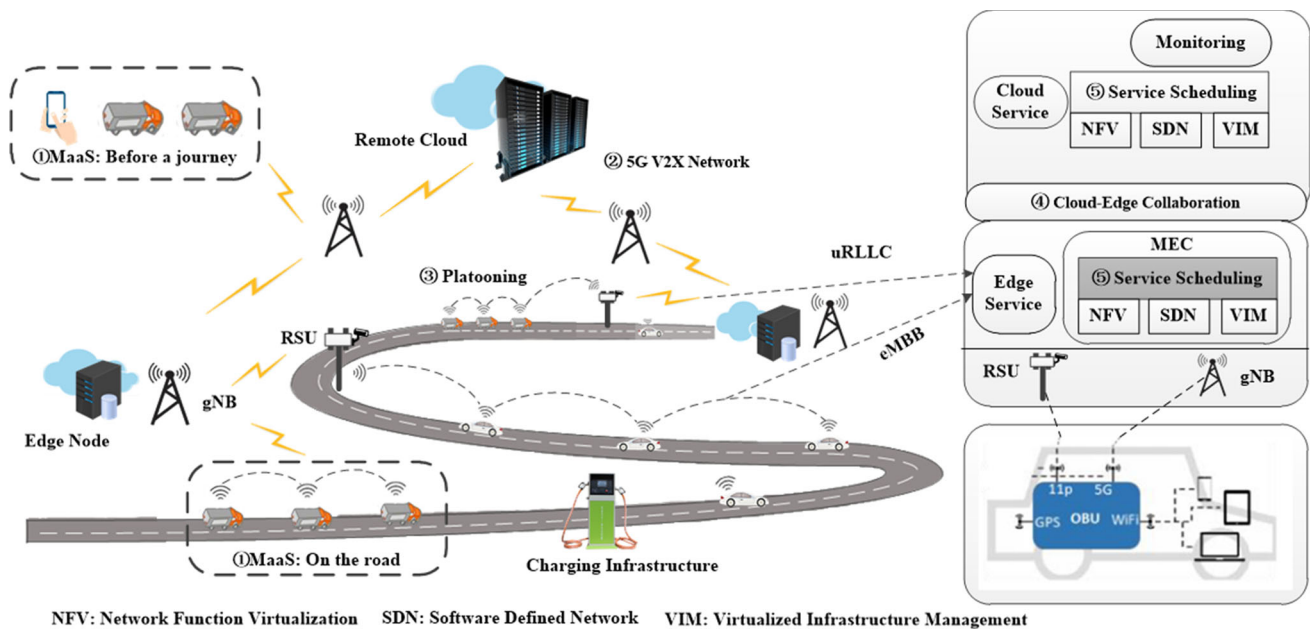 ①MaaS: Before a journey
Remote Cloud
② 5G V2X Network
③ Platooning
RSU
gNB
Edge Node
①MaaS: On the road
Charging Infrastructure
uRLLC
eMBB
Monitoring
Cloud
Service
⑤ Service Scheduling
NFV
SDN
VIM
④ Cloud-Edge Collaboration
MEC
Edge
Service
⑤ Service Scheduling
NFV
SDN
VIM
RSU
gNB
11p
5G
GPS
OBU
WiFi
NFV: Network Function Virtualization SDN: Software Defined Network VIM: Virtualized Infrastructure Management